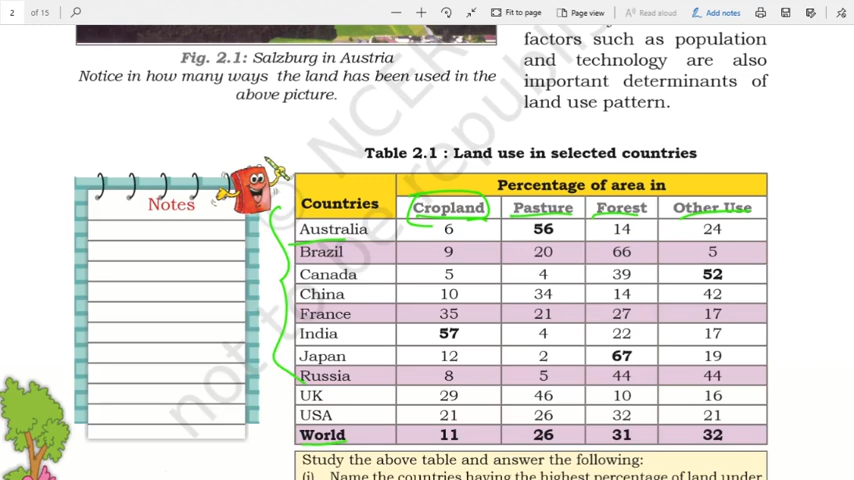 2 of 15
Fit to page
Page view
Read aloud
Add notes
Fig. 2.1: Salzburg in Austria
Notice in how many ways the land has been used in the
above picture.
factors such as population
and technology are also
important determinants of
land use pattern.
Notes
Table 2.1 : Land use in selected countries
Countries Percentage of area in
Cropland Pasture Forest Other Use
Australia 6 56 14 24
Brazil 9 20 66 5
Canada 5 4 39 52
China 10 34 14 42
France 35 21 27 17
India 57 4 22 17
Japan 12 2 67 19
Russia 8 5 44 44
UK 29 46 10 16
USA 21 26 32 21
World 11 26 31 32
Study the above table and answer the following:
(i) Name the countries having the highest percentage of land under
not to be republished
NCERT